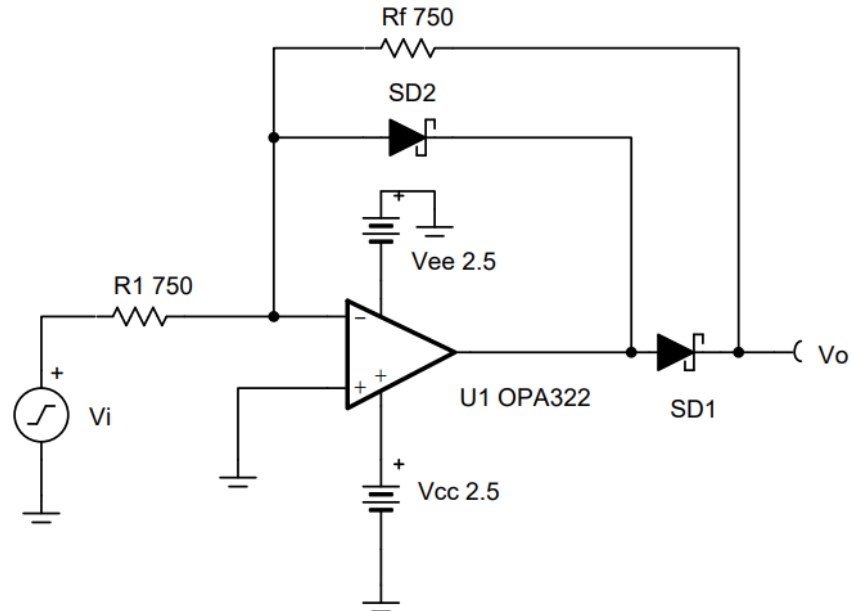 Rf 750
SD2
+
Vee 2.5
R1 750
−
+
Vi
+
+
U1 OPA322
SD1
Vo
+
Vcc 2.5